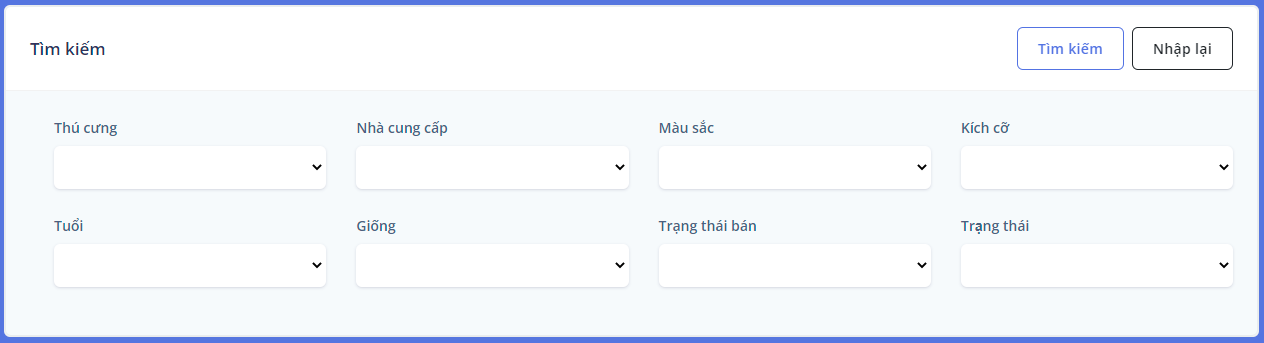 Tìm kiếm
Tìm kiếm Nhập lại
Thú cưng Nhà cung cấp Màu sắc Kích cỡ
Tuổi Giống Trạng thái bán Trạng thái